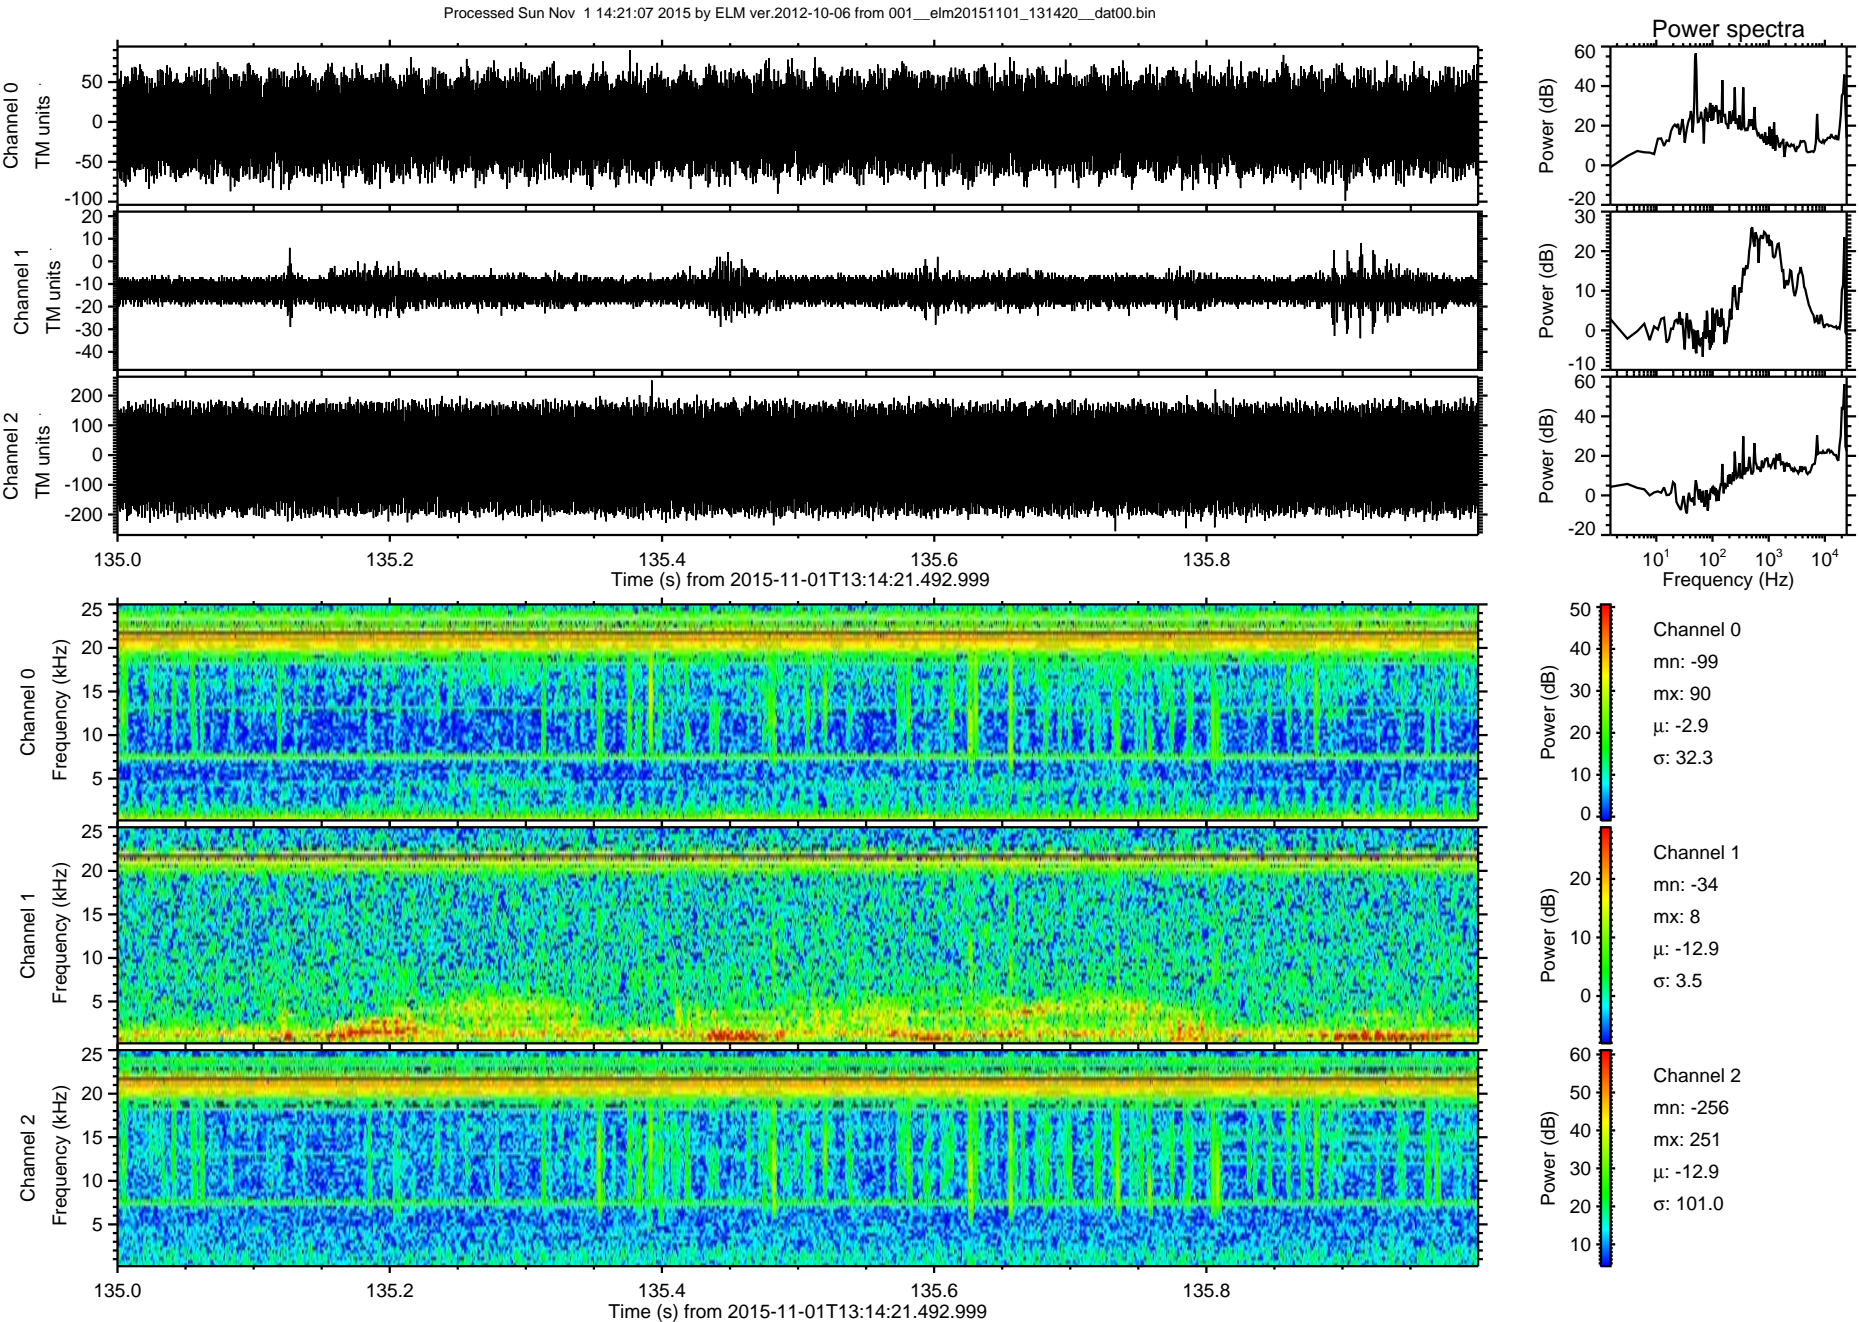 Processed Sun Nov  1 14:21:07 2015 by ELM ver.2012-10-06 from 001__elm20151101_131420__dat00.bin
Power spectra
Channel 0
TM units
50
0
-50
-100
Power (dB)
60
40
20
0
-20
Channel 1
TM units
20
10
0
-10
-20
-30
-40
Power (dB)
30
20
10
0
-10
Channel 2
TM units
200
100
0
-100
-200
Power (dB)
60
40
20
0
-20
135.0 135.2 135.4 135.6 135.8
Time (s) from 2015-11-01T13:14:21.492.999
10¹ 10² 10³ 10⁴
Frequency (Hz)
Channel 0
Frequency (kHz)
25
20
15
10
5
Power (dB)
50
40
30
20
10
0
Channel 0
mn: -99
mx: 90
μ: -2.9
σ: 32.3
Channel 1
Frequency (kHz)
25
20
15
10
5
Power (dB)
20
10
0
Channel 1
mn: -34
mx: 8
μ: -12.9
σ: 3.5
Channel 2
Frequency (kHz)
25
20
15
10
5
Power (dB)
60
50
40
30
20
10
Channel 2
mn: -256
mx: 251
μ: -12.9
σ: 101.0
135.0 135.2 135.4 135.6 135.8
Time (s) from 2015-11-01T13:14:21.492.999